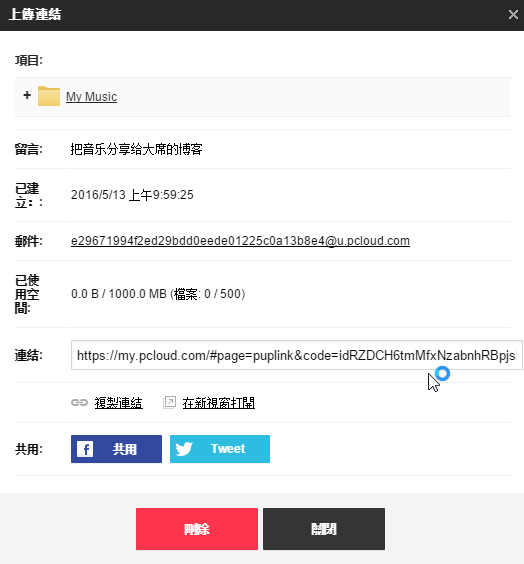 上傳連結
項目:
+ My Music
留言: 把音乐分享给大席的博客
已建立：: 2016/5/13 上午9:59:25
郵件: e29671994f2ed29bdd0eede01225c0a13b8e4@u.pcloud.com
已使用空間: 0.0 B / 1000.0 MB (檔案: 0 / 500)
連結: https://my.pcloud.com/#page=puplink&code=idRZDCH6tmMfxNzabnhRBpjs
複製連結 在新視窗打開
共用: 共用 Tweet
刪除 關閉